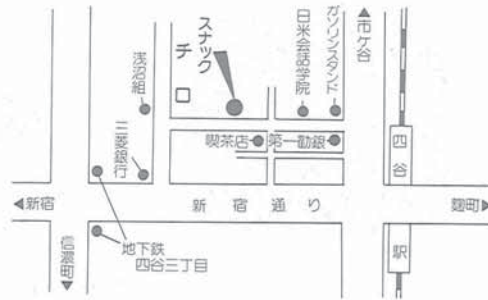 スナック
チロ
浅沼組
三菱銀行
日米会話学院
ガソリンスタンド
▲市ケ谷
喫茶店
第一勧銀
四谷
駅
◀新宿
新宿通り
麹町▶
地下鉄
四谷三丁目
信濃町▼